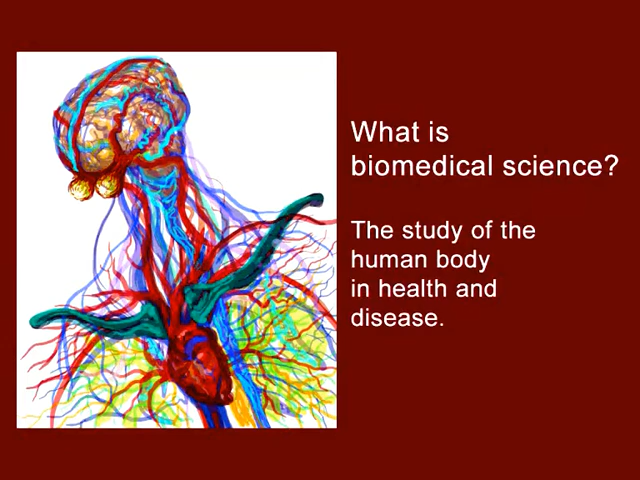 What is
biomedical science?
The study of the
human body
in health and
disease.